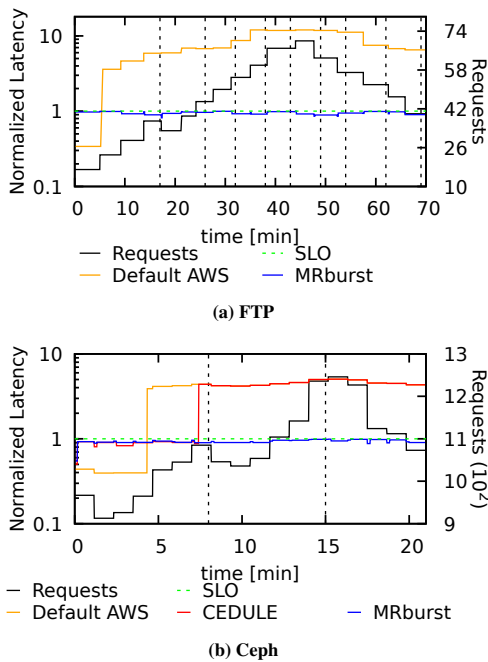 Normalized Latency
10
1
0.1
74
58
42
26
10
Requests
0 10 20 30 40 50 60 70
time [min]
Requests
SLO
Default AWS
MRburst
(a) FTP
Normalized Latency
10
1
0.1
13
12
11
10
9
Requests (10²)
0 5 10 15 20
time [min]
Requests
SLO
Default AWS
CEDULE
MRburst
(b) Ceph